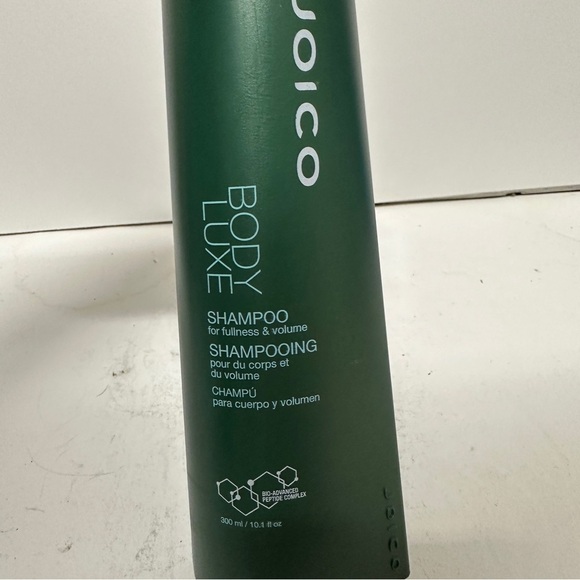 JOICO
BODY
LUXE
SHAMPOO
for fullness & volume
SHAMPOOING
pour du corps et
du volume
CHAMPÚ
para cuerpo y volumen
BIO-ADVANCED
PEPTIDE COMPLEX
300 ml / 10.1 fl oz
JOICO